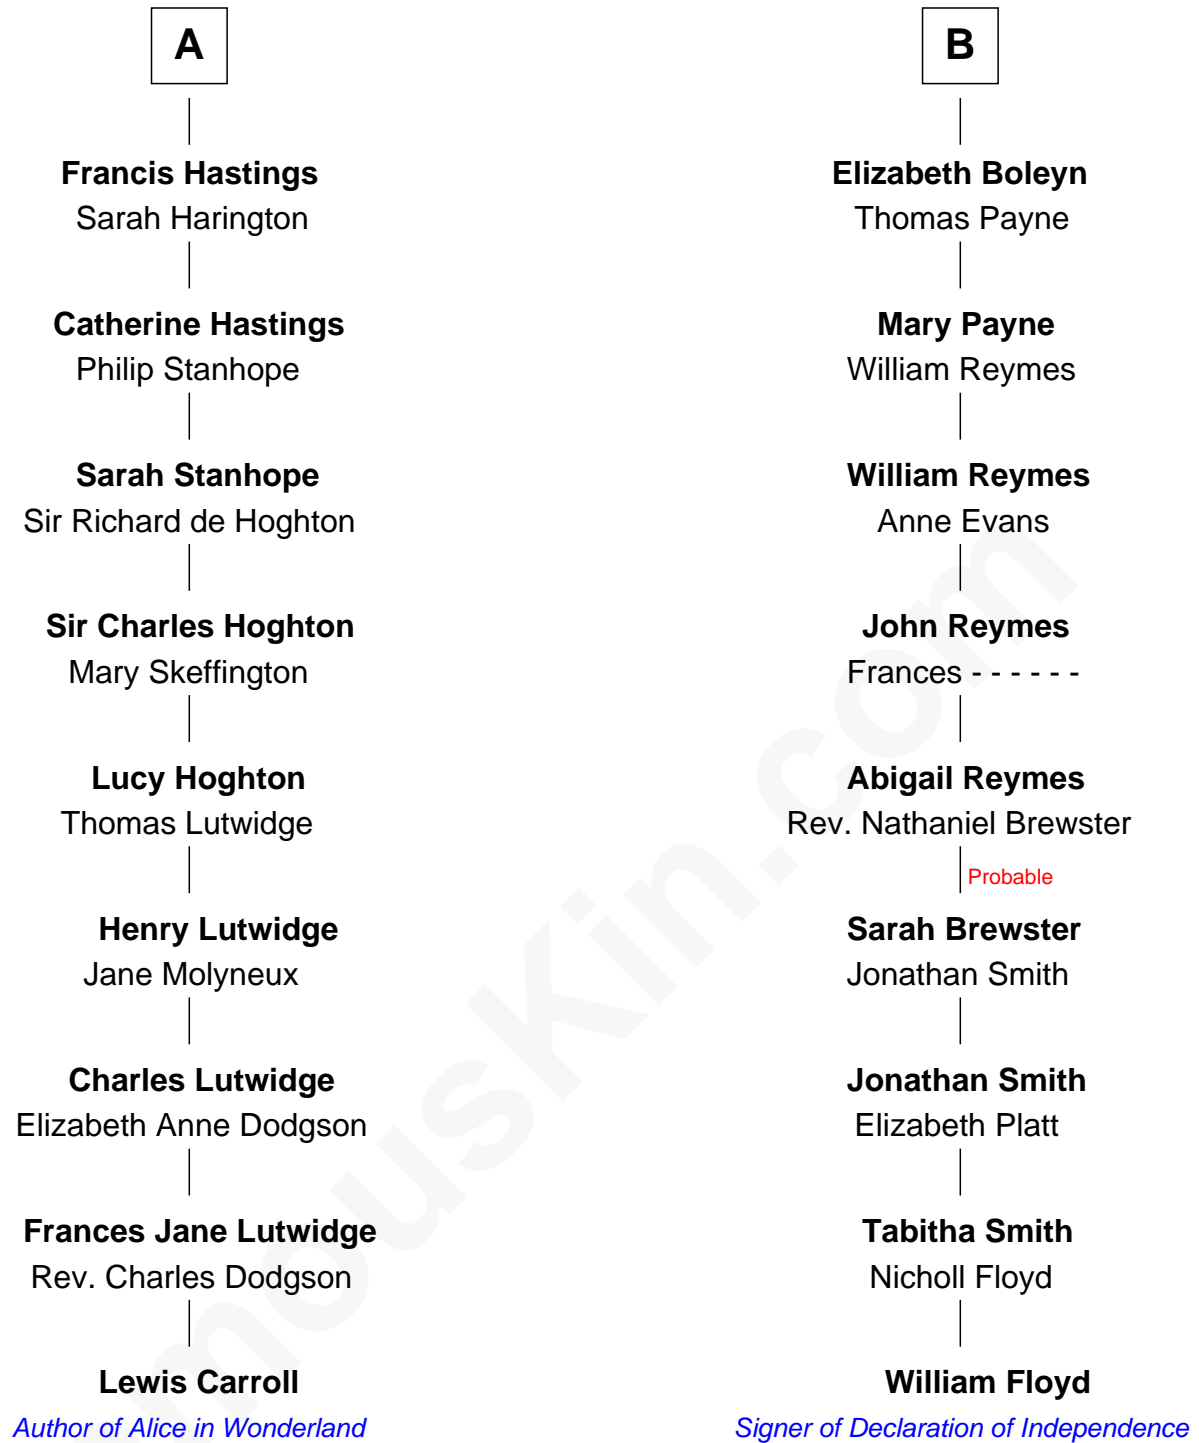 A
Francis Hastings
Sarah Harington
Catherine Hastings
Philip Stanhope
Sarah Stanhope
Sir Richard de Hoghton
Sir Charles Hoghton
Mary Skeffington
Lucy Hoghton
Thomas Lutwidge
Henry Lutwidge
Jane Molyneux
Charles Lutwidge
Elizabeth Anne Dodgson
Frances Jane Lutwidge
Rev. Charles Dodgson
Lewis Carroll
Author of Alice in Wonderland
B
Elizabeth Boleyn
Thomas Payne
Mary Payne
William Reymes
William Reymes
Anne Evans
John Reymes
Frances - - - - - -
Abigail Reymes
Rev. Nathaniel Brewster
Probable
Sarah Brewster
Jonathan Smith
Jonathan Smith
Elizabeth Platt
Tabitha Smith
Nicholl Floyd
William Floyd
Signer of Declaration of Independence
mousKin.com